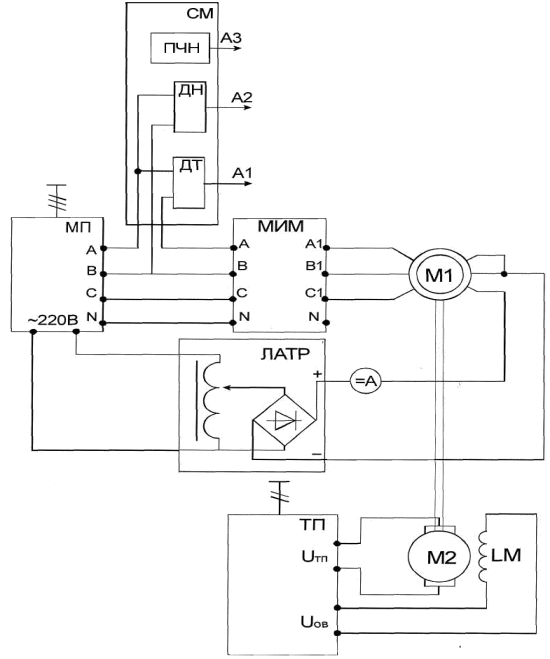 СМ
ПЧН А3
ДН А2
ДТ А1
МП МИМ
А А А1
В В В1 М1
С С С1
N N N
~220В
ЛАТР
+ =А
–
ТП
Uтп М2 LM
Uов